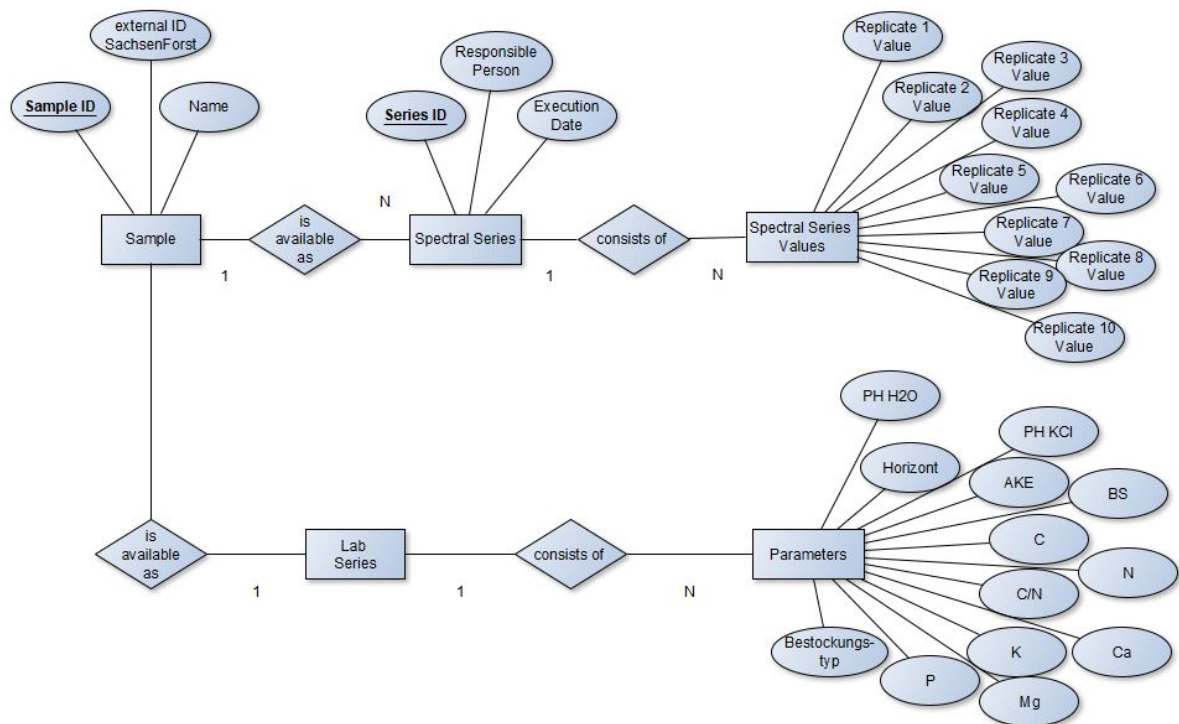 external ID
SachsenForst
Sample ID
Name
Responsible
Person
Series ID
Execution
Date
Replicate 1
Value
Replicate 2
Value
Replicate 3
Value
Replicate 4
Value
Replicate 5
Value
Replicate 6
Value
Replicate 7
Value
Replicate 8
Value
Replicate 9
Value
Replicate 10
Value
Sample
1
is
available
as
N
Spectral Series
1
consists of
N
Spectral Series
Values
is
available
as
1
Lab
Series
1
consists of
N
Parameters
PH H2O
Horizont
PH KCl
AKE
BS
C
N
C/N
Ca
K
Mg
P
Bestockungs-
typ